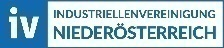 iv INDUSTRIELLENVEREINIGUNG
NIEDERÖSTERREICH